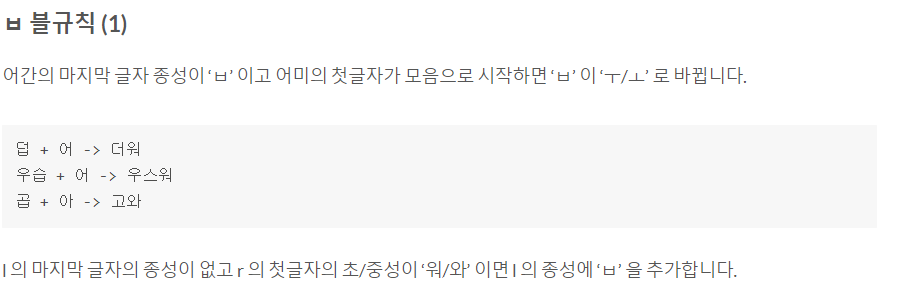 ㅂ 불규칙 (1)
어간의 마지막 글자 종성이 ‘ㅂ’ 이고 어미의 첫글자가 모음으로 시작하면 ‘ㅂ’ 이 ‘ㅜ/ㅗ’ 로 바뀝니다.
덥 + 어 -> 더워
우습 + 어 -> 우스워
곱 + 아 -> 고와
l 의 마지막 글자의 종성이 없고 r 의 첫글자의 초/중성이 ‘워/와’ 이면 l 의 종성에 ‘ㅂ’ 을 추가합니다.